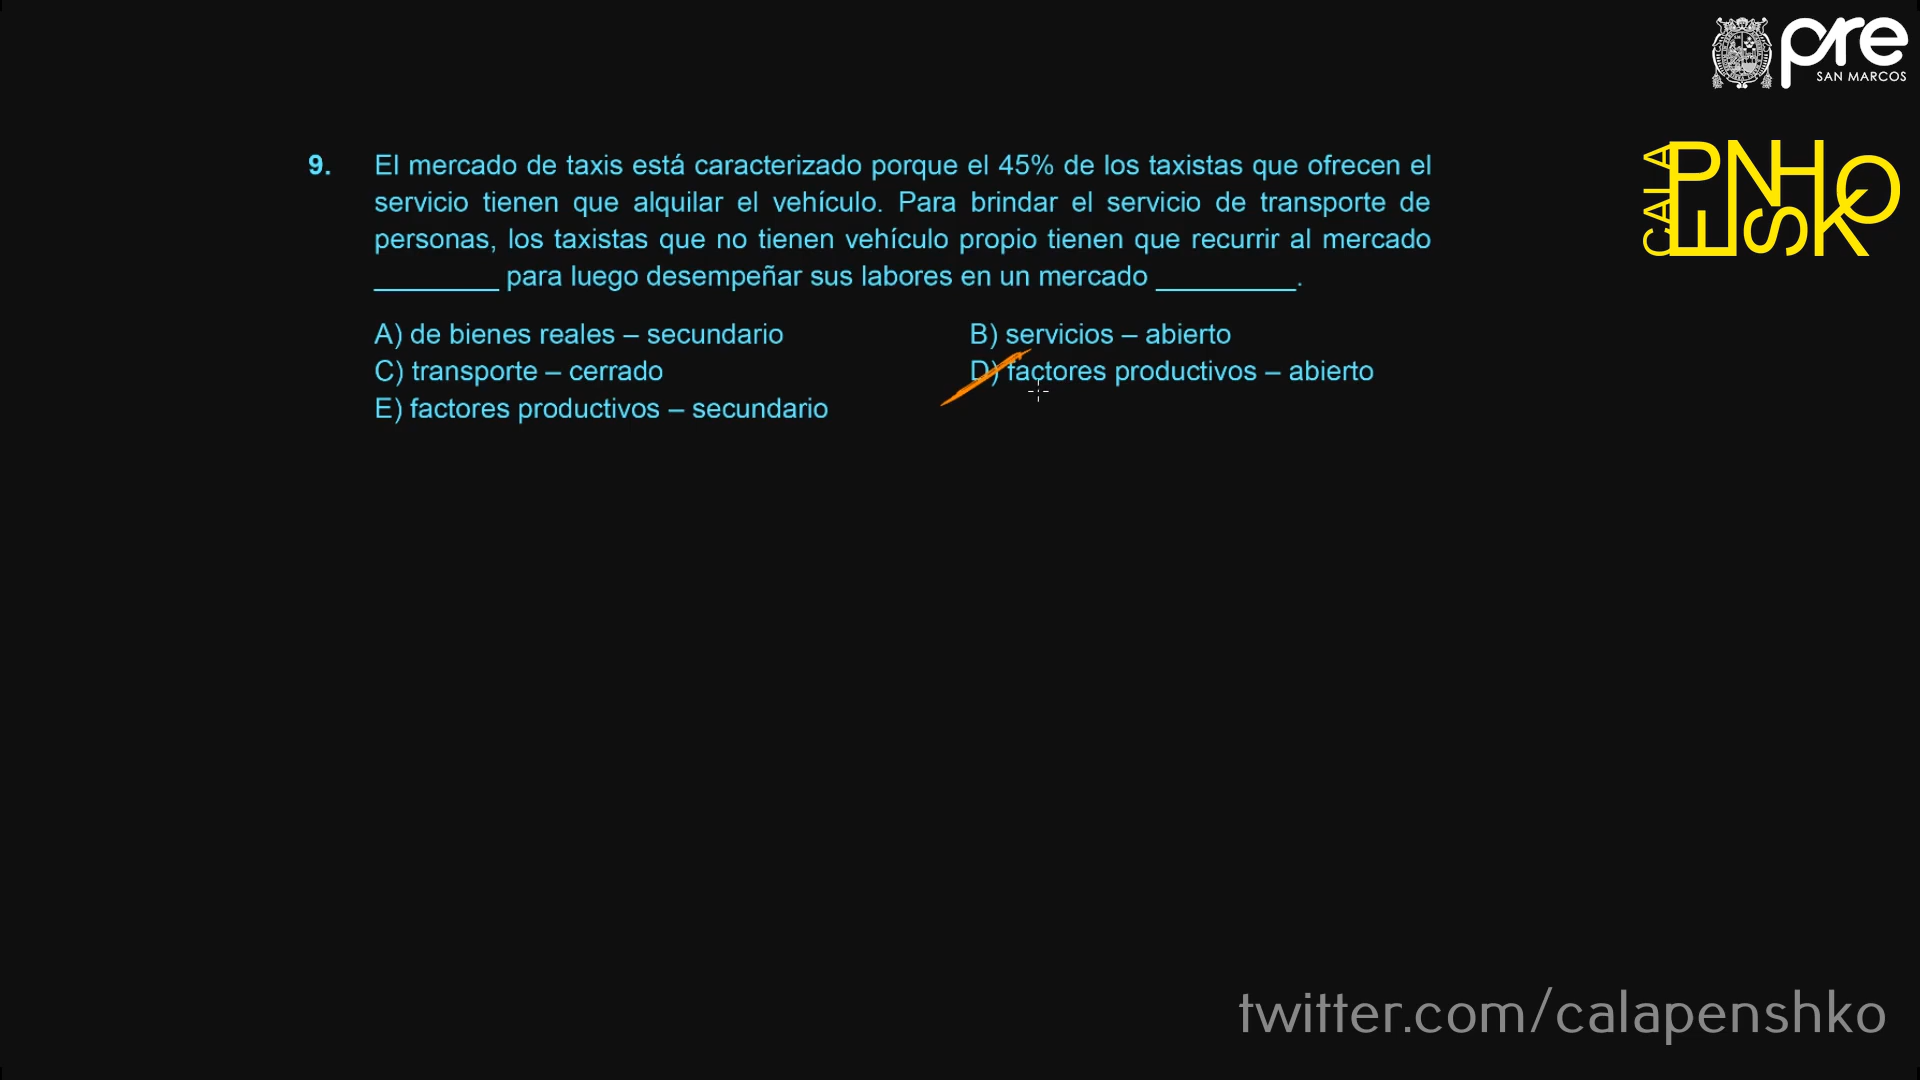 pre
SAN MARCOS
CALA
PENSHKO
9. El mercado de taxis está caracterizado porque el 45% de los taxistas que ofrecen el
servicio tienen que alquilar el vehículo. Para brindar el servicio de transporte de
personas, los taxistas que no tienen vehículo propio tienen que recurrir al mercado
________ para luego desempeñar sus labores en un mercado _________.
A) de bienes reales – secundario B) servicios – abierto
C) transporte – cerrado D) factores productivos – abierto
E) factores productivos – secundario
twitter.com/calapenshko